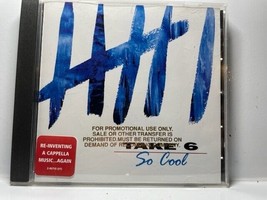 FOR PROMOTIONAL USE ONLY.
SALE OR OTHER TRANSFER IS
PROHIBITED MUST BE RETURNED ON
DEMAND OF
TAKE 6
So Cool
RE-INVENTING
A CAPPELLA
MUSIC...AGAIN